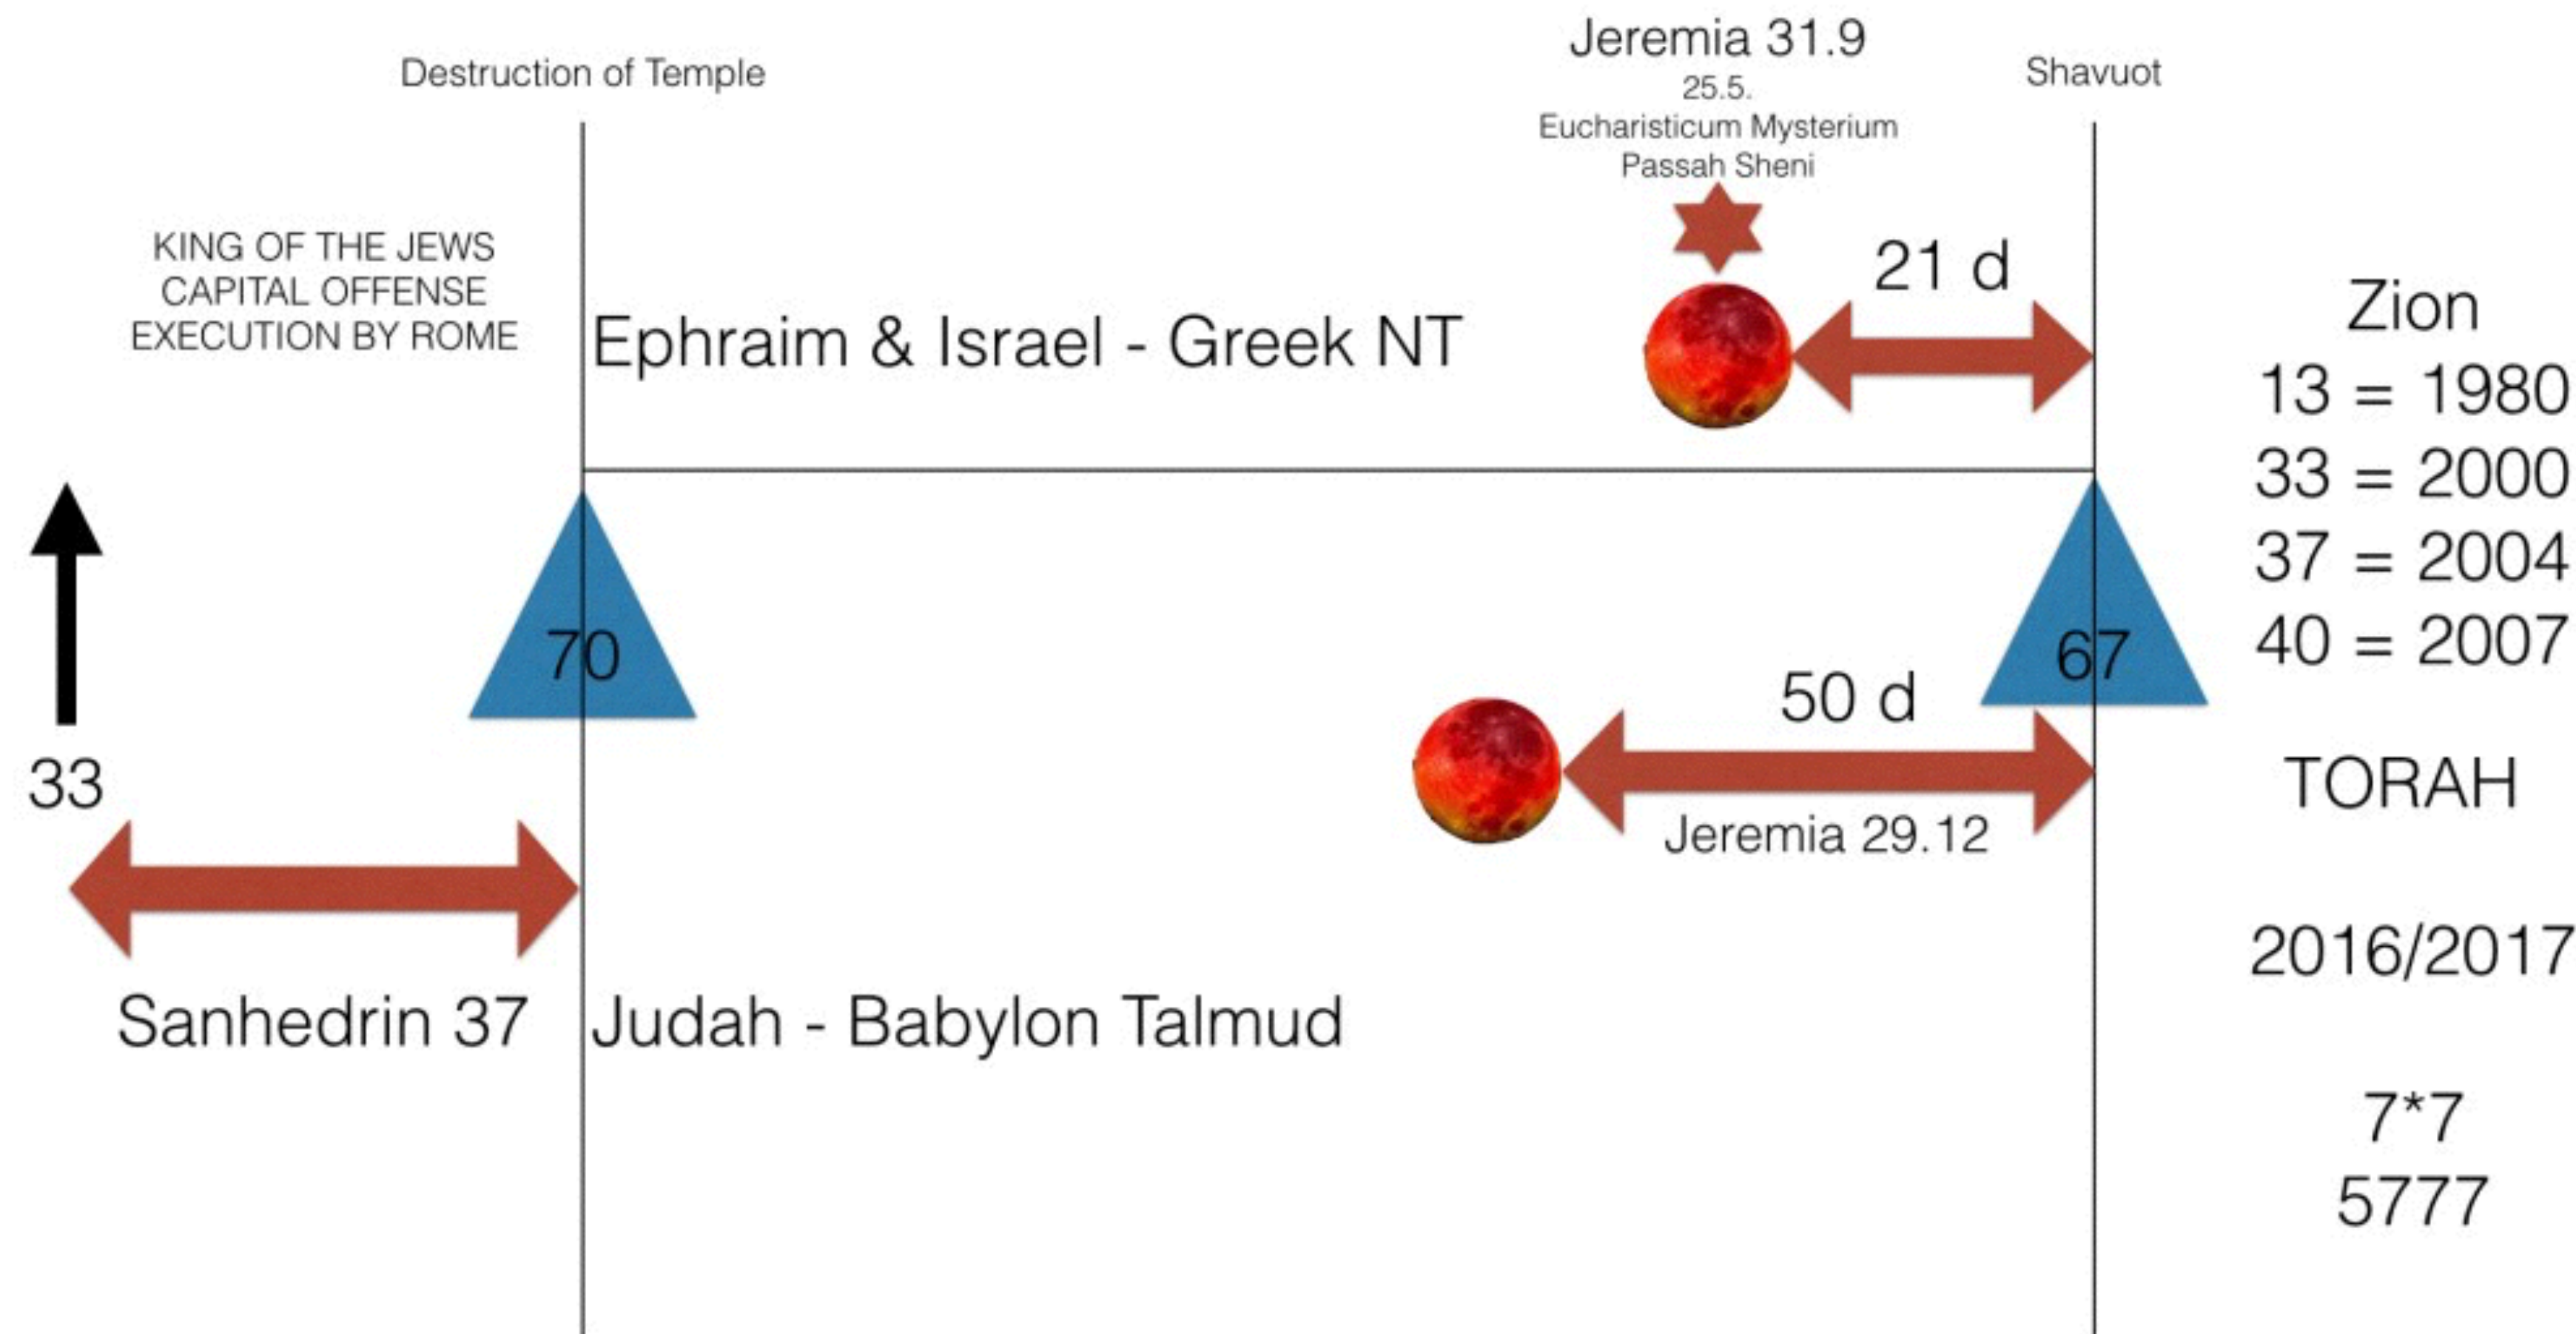 Destruction of Temple
Jeremia 31.9
25.5.
Eucharisticum Mysterium
Passah Sheni
Shavuot
KING OF THE JEWS
CAPITAL OFFENSE
EXECUTION BY ROME
Ephraim & Israel - Greek NT
21 d
Zion
13 = 1980
33 = 2000
37 = 2004
40 = 2007
70
67
33
50 d
Jeremia 29.12
TORAH
2016/2017
Sanhedrin 37
Judah - Babylon Talmud
7*7
5777